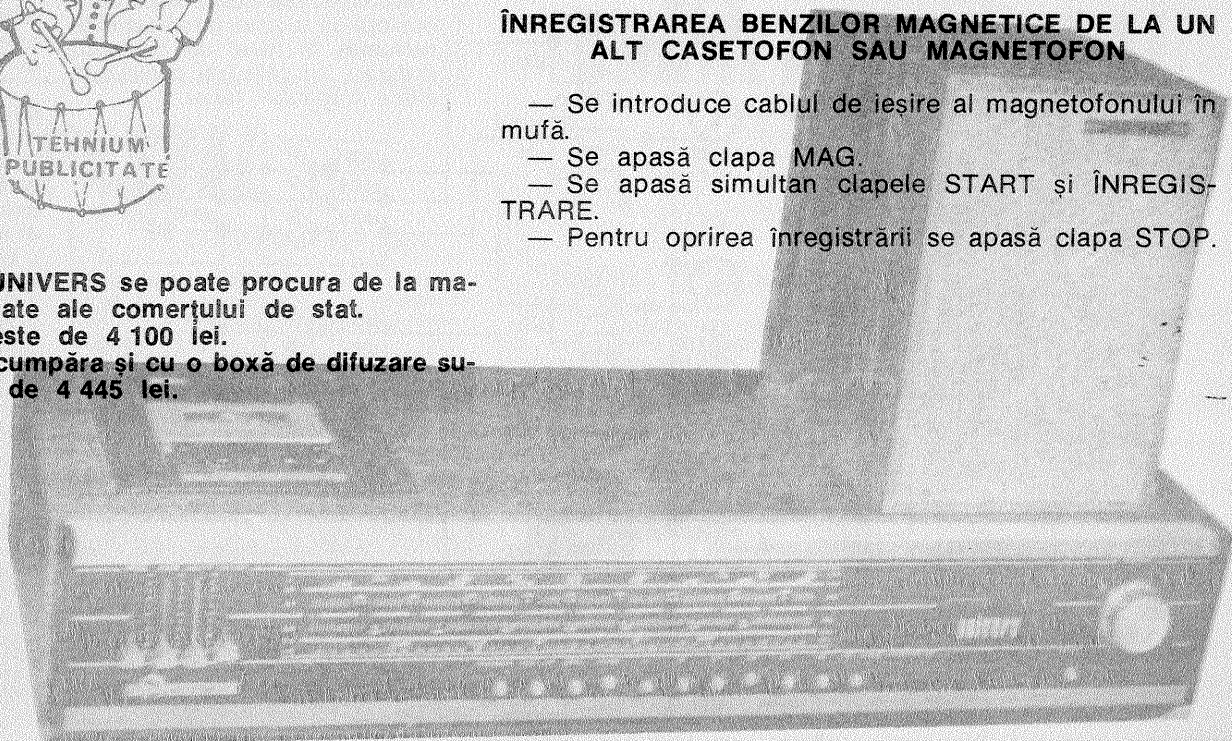 TEHNIUM
PUBLICITATE
UNIVERS se poate procura de la ma-
ate ale comerțului de stat.
este de 4 100 lei.
cumpăra și cu o boxă de difuzare su-
de 4 445 lei.
ÎNREGISTRAREA BENZILOR MAGNETICE DE LA UN
ALT CASETOFON SAU MAGNETOFON
— Se introduce cablul de ieșire al magnetofonului în
mufă.
— Se apasă clapa MAG.
— Se apasă simultan clapele START și ÎNREGIS-
TRARE.
— Pentru oprirea înregistrării se apasă clapa STOP.